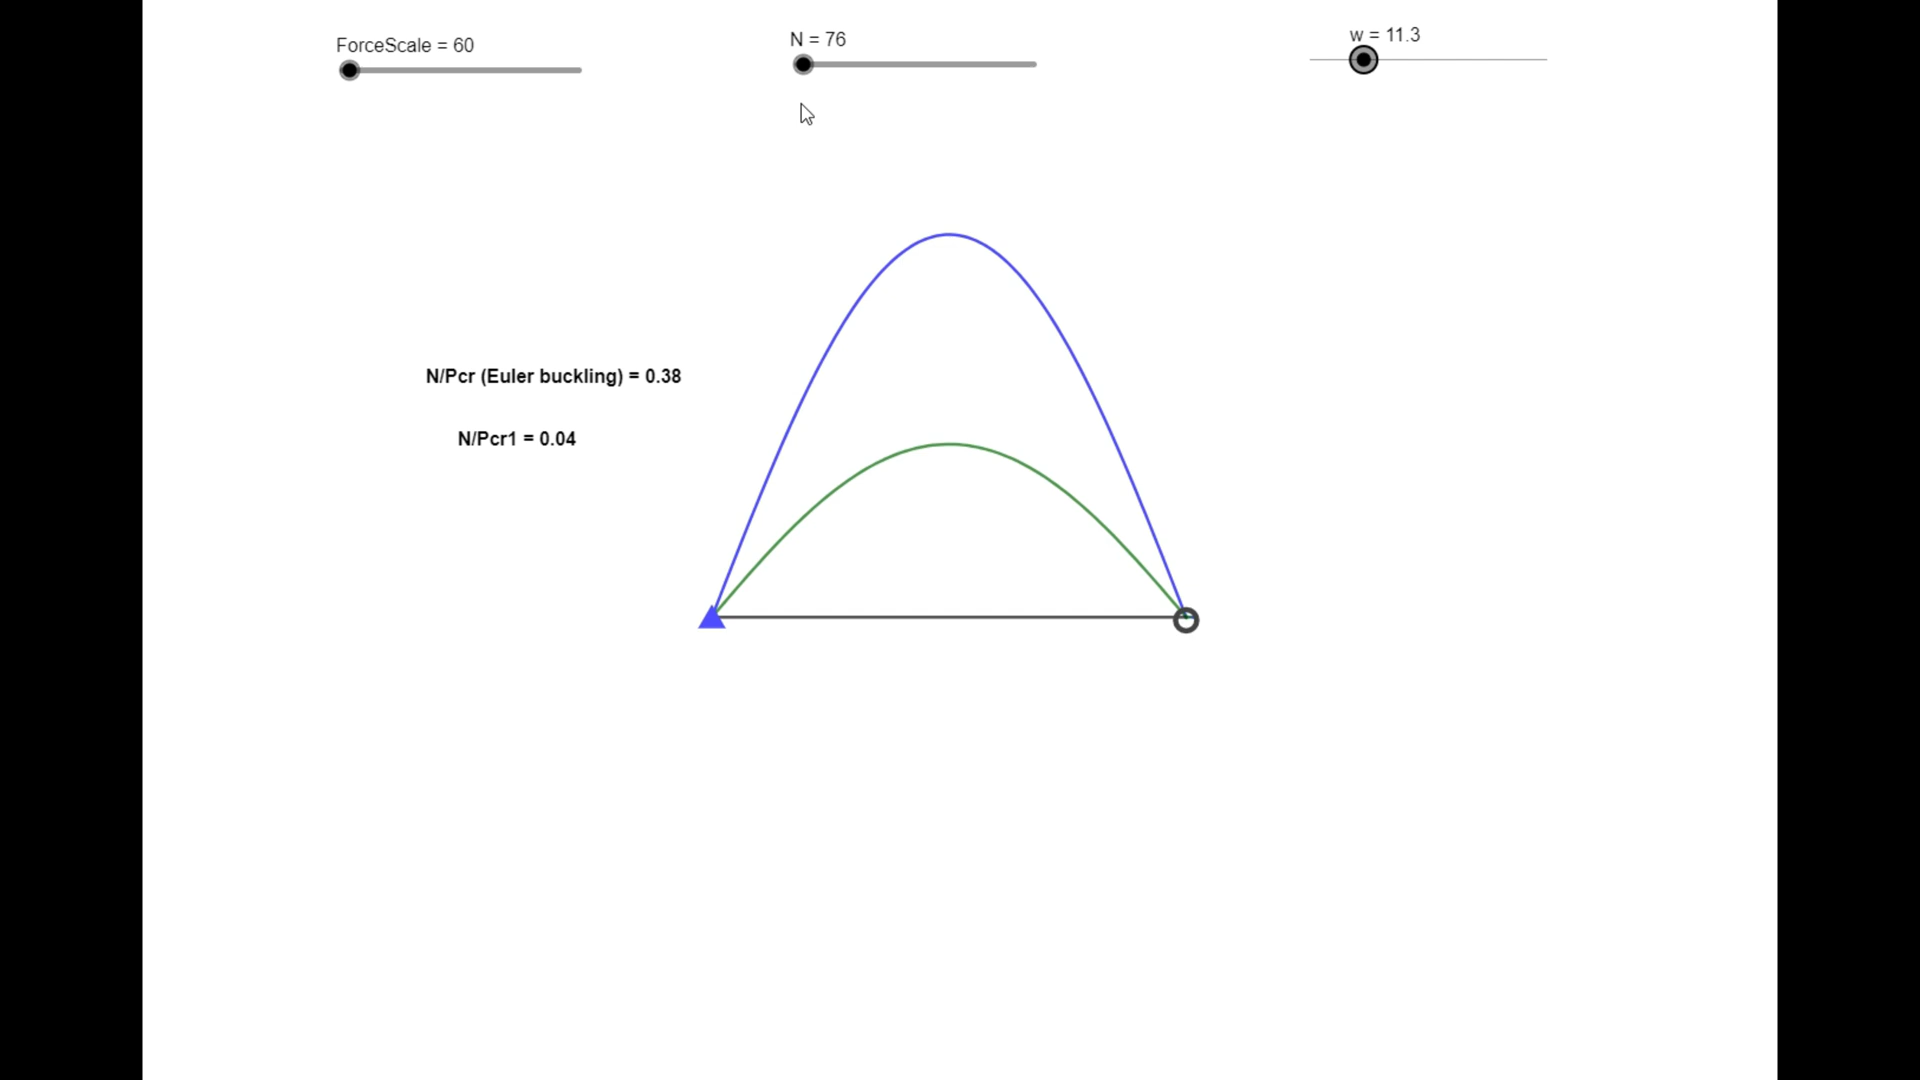 ForceScale = 60
N = 76
w = 11.3
N/Pcr (Euler buckling) = 0.38
N/Pcr1 = 0.04